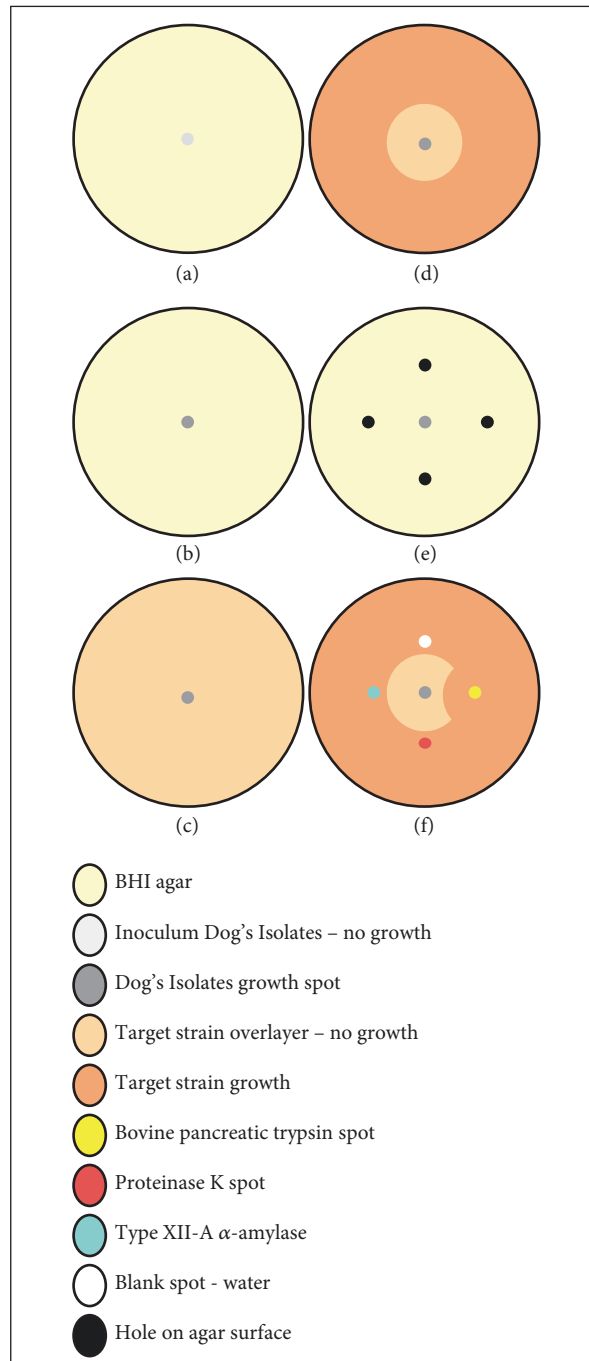 (a)
(d)
(b)
(e)
(c)
(f)
BHI agar
Inoculum Dog's Isolates – no growth
Dog's Isolates growth spot
Target strain overlayer – no growth
Target strain growth
Bovine pancreatic trypsin spot
Proteinase K spot
Type XII-A α-amylase
Blank spot - water
Hole on agar surface